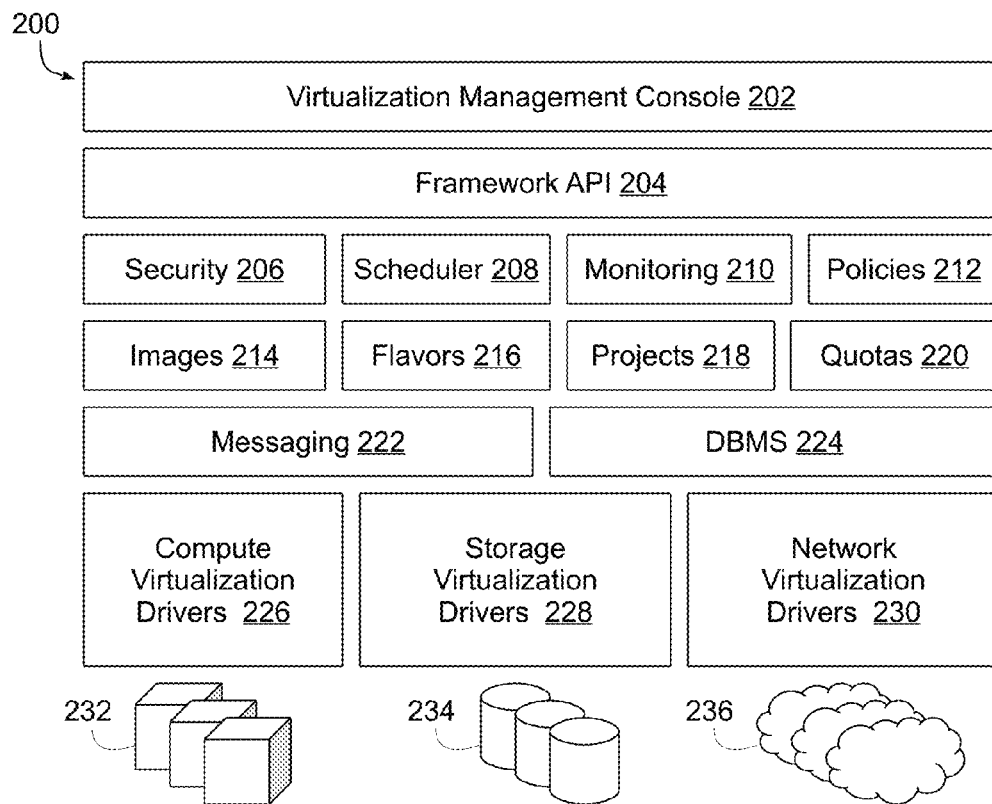 200
Virtualization Management Console 202
Framework API 204
Security 206 Scheduler 208 Monitoring 210 Policies 212
Images 214 Flavors 216 Projects 218 Quotas 220
Messaging 222 DBMS 224
Compute
Virtualization
Drivers 226
Storage
Virtualization
Drivers 228
Network
Virtualization
Drivers 230
232 234 236